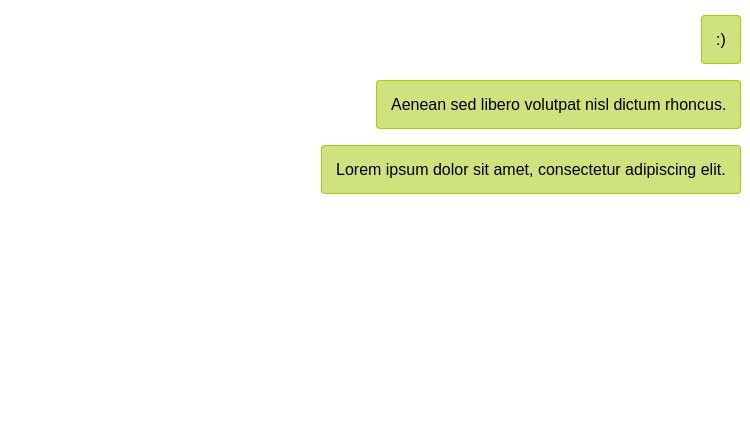 :)
Aenean sed libero volutpat nisl dictum rhoncus.
Lorem ipsum dolor sit amet, consectetur adipiscing elit.